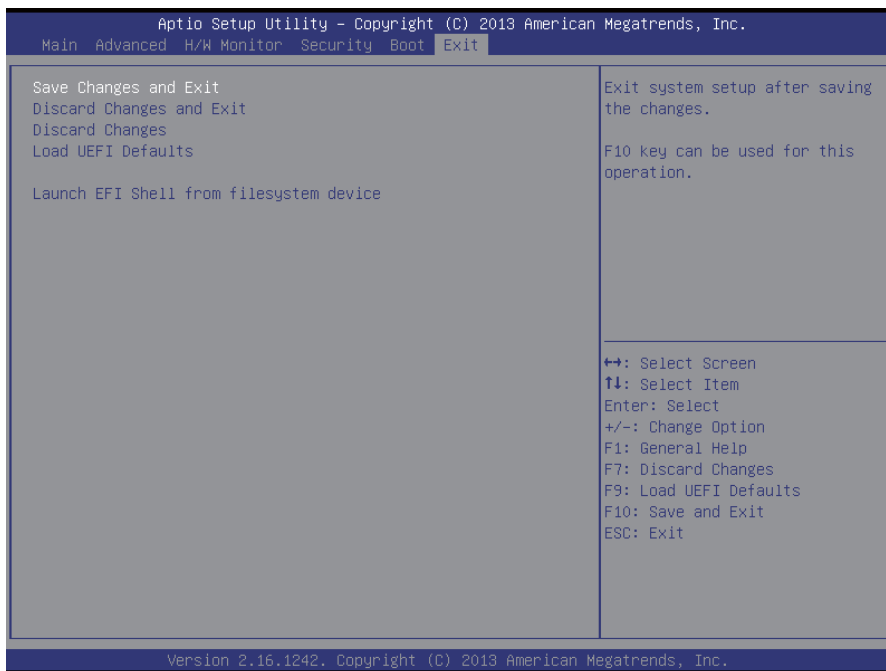 Aptio Setup Utility – Copyright (C) 2013 American Megatrends, Inc.
Main Advanced H/W Monitor Security Boot Exit
Save Changes and Exit
Discard Changes and Exit
Discard Changes
Load UEFI Defaults
Launch EFI Shell from filesystem device
Exit system setup after saving
the changes.
F10 key can be used for this
operation.
↔: Select Screen
↑↓: Select Item
Enter: Select
+/-: Change Option
F1: General Help
F7: Discard Changes
F9: Load UEFI Defaults
F10: Save and Exit
ESC: Exit
Version 2.16.1242. Copyright (C) 2013 American Megatrends, Inc.